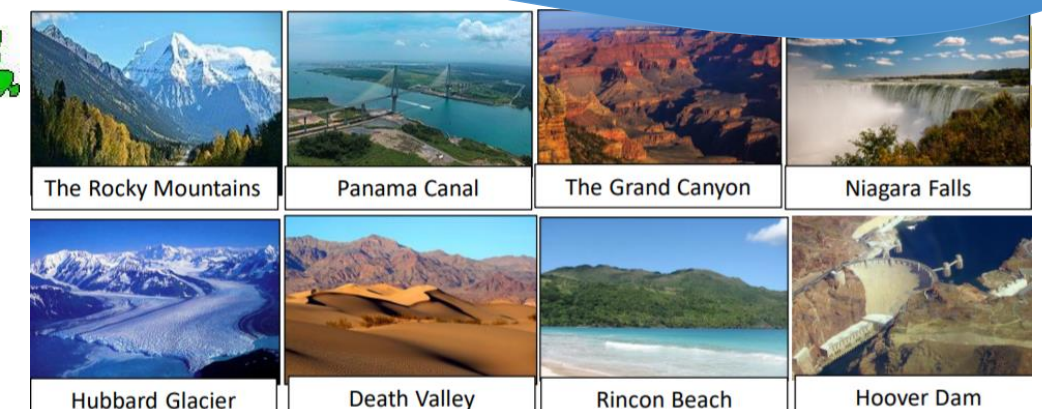 The Rocky Mountains
Panama Canal
The Grand Canyon
Niagara Falls
Hubbard Glacier
Death Valley
Rincon Beach
Hoover Dam